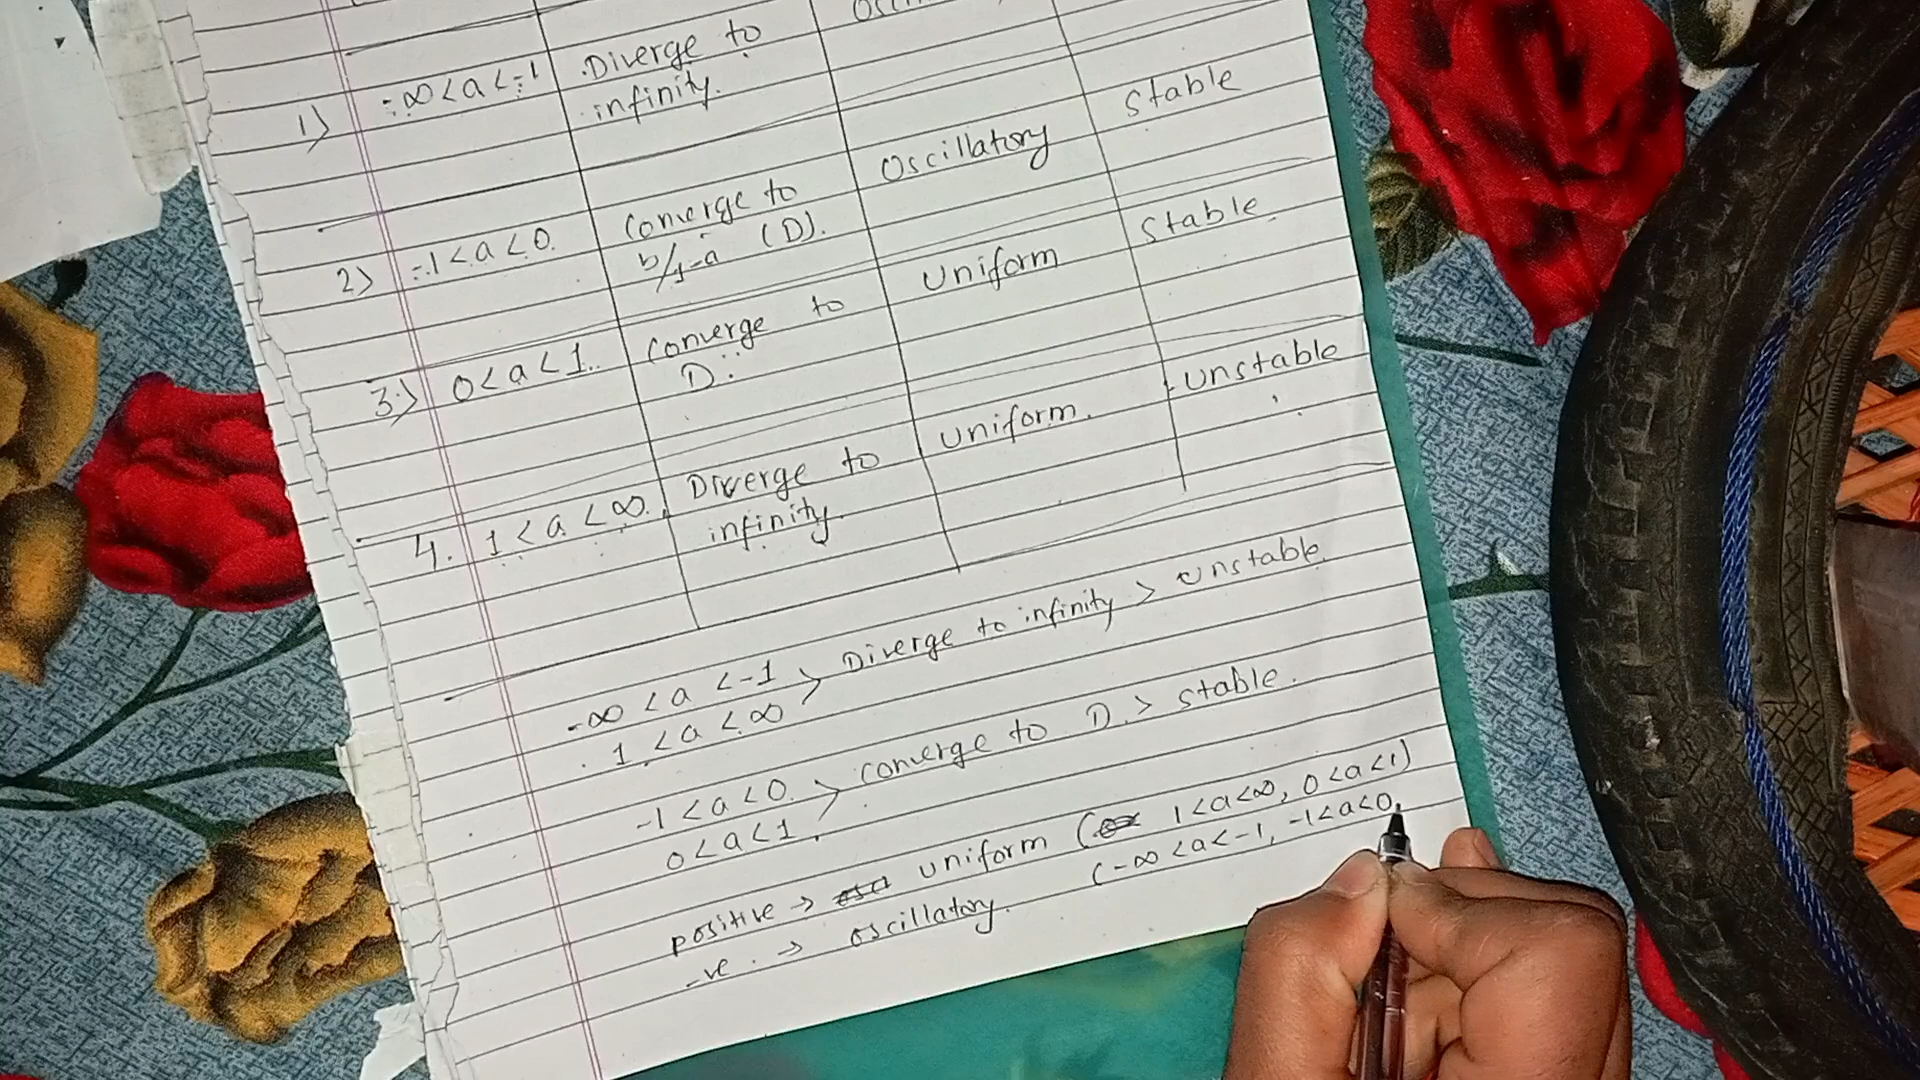 1) -∞ < a < -1 Diverge to
infinity.
2) -1 < a < 0. Converge to Oscillatory stable
b/1-a (D).
3) 0 < a < 1. Converge to Uniform stable.
D.
4. 1 < a < ∞. Diverge to uniform. unstable
infinity.
-∞ < a < -1
1 < a < ∞ > Diverge to infinity > unstable.
-1 < a < 0.
0 < a < 1. > converge to D. > stable.
positive → uniform ( 1 < a < ∞, 0 < a < 1)
-ve. → oscillatory. (-∞ < a < -1, -1 < a < 0